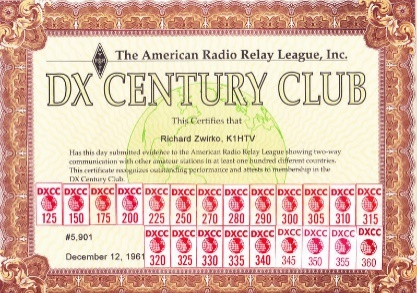 The American Radio Relay League, Inc.
DX CENTURY CLUB
This Certifies that
Richard Zwirko, K1HTV
Has this day submitted evidence to the American Radio Relay League showing two-way
communication with other amateur stations in at least one hundred different countries.
This certificate recognizes outstanding performance and attests to membership in the
DX Century Club.
DXCC DXCC DXCC DXCC DXCC DXCC DXCC DXCC DXCC DXCC DXCC DXCC DXCC
125 150 175 200 225 250 270 280 290 300 305 310 315
#5,901
DXCC DXCC DXCC DXCC DXCC DXCC DXCC DXCC DXCC
320 325 330 335 340 345 350 355 360
December 12, 1961